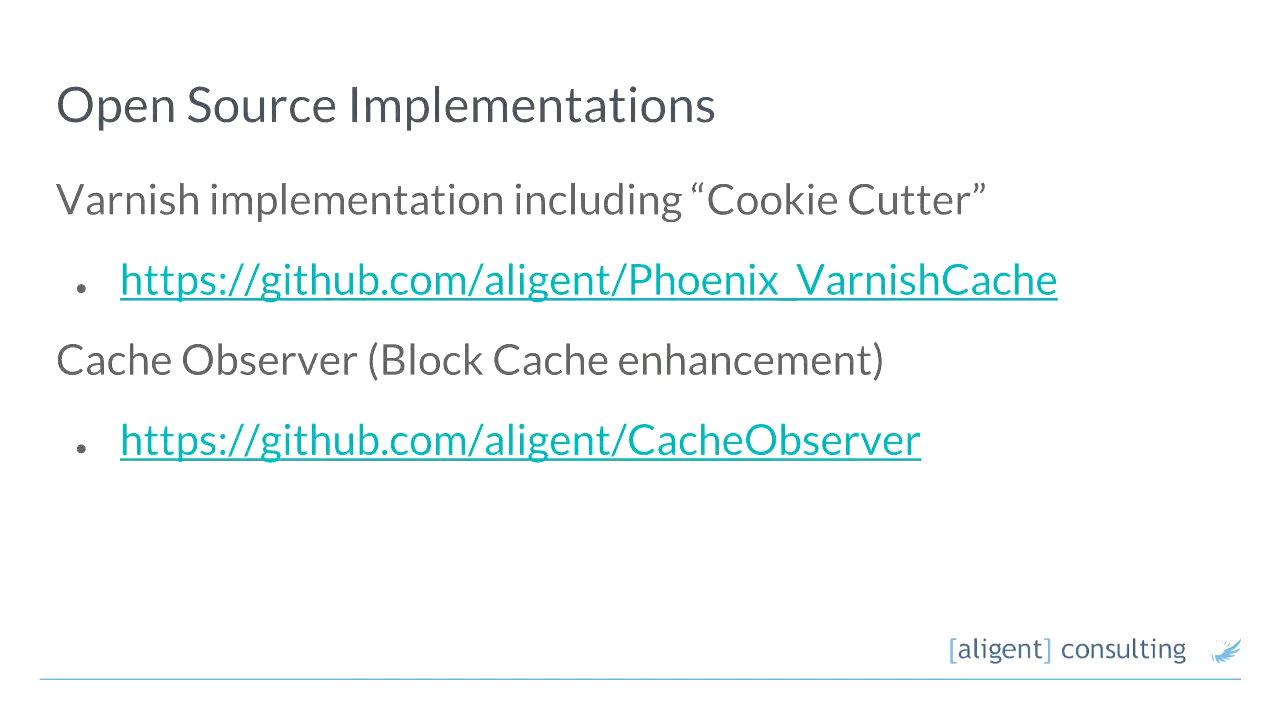 Open Source Implementations
Varnish implementation including “Cookie Cutter”
• https://github.com/aligent/Phoenix_VarnishCache
Cache Observer (Block Cache enhancement)
• https://github.com/aligent/CacheObserver
[aligent] consulting